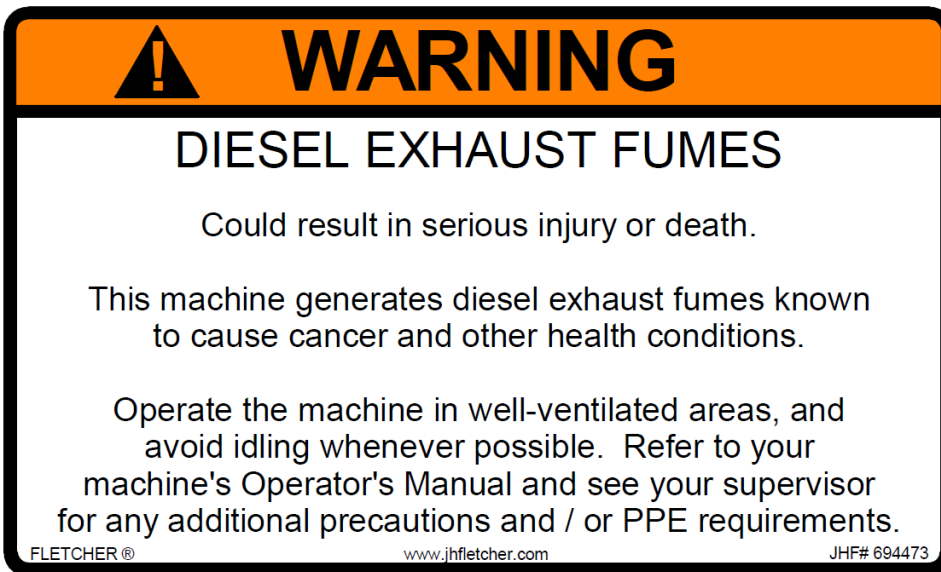 WARNING
DIESEL EXHAUST FUMES
Could result in serious injury or death.
This machine generates diesel exhaust fumes known
to cause cancer and other health conditions.
Operate the machine in well-ventilated areas, and
avoid idling whenever possible.  Refer to your
machine's Operator's Manual and see your supervisor
for any additional precautions and / or PPE requirements.
FLETCHER ® www.jhfletcher.com JHF# 694473